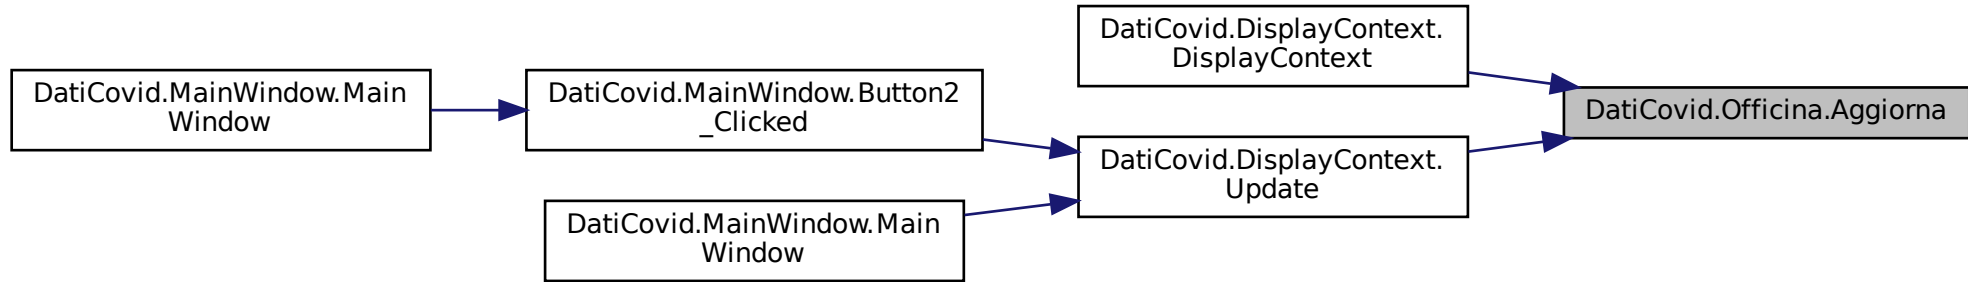 DatiCovid.MainWindow.Main
Window
DatiCovid.MainWindow.Button2
_Clicked
DatiCovid.MainWindow.Main
Window
DatiCovid.DisplayContext.
DisplayContext
DatiCovid.DisplayContext.
Update
DatiCovid.Officina.Aggiorna